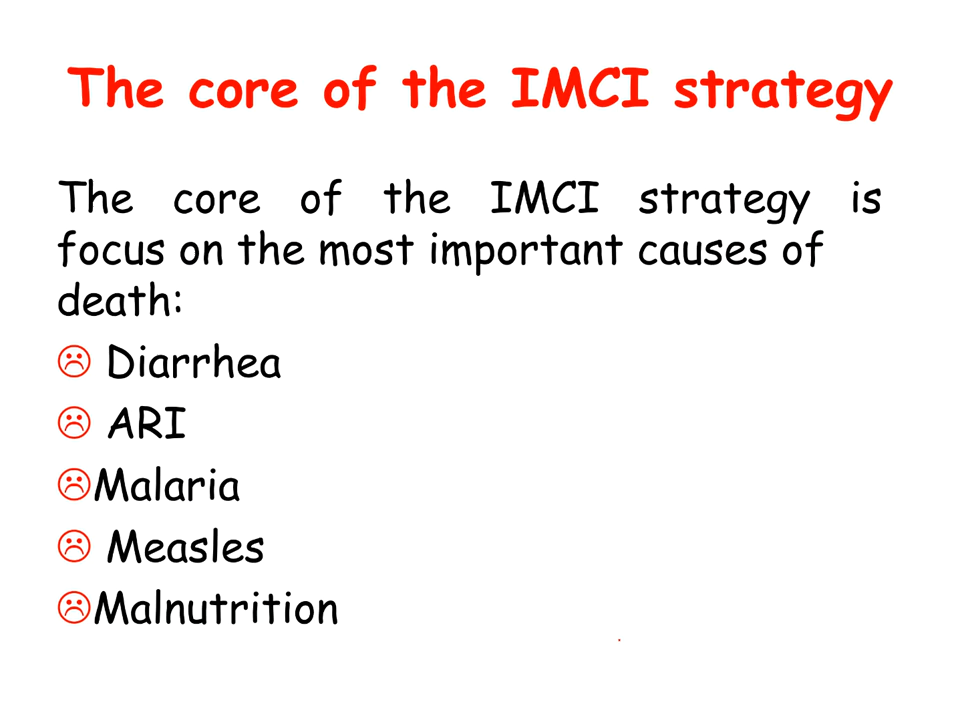 The core of the IMCI strategy
The core of the IMCI strategy is
focus on the most important causes of
death:
☹ Diarrhea
☹ ARI
☹Malaria
☹ Measles
☹Malnutrition